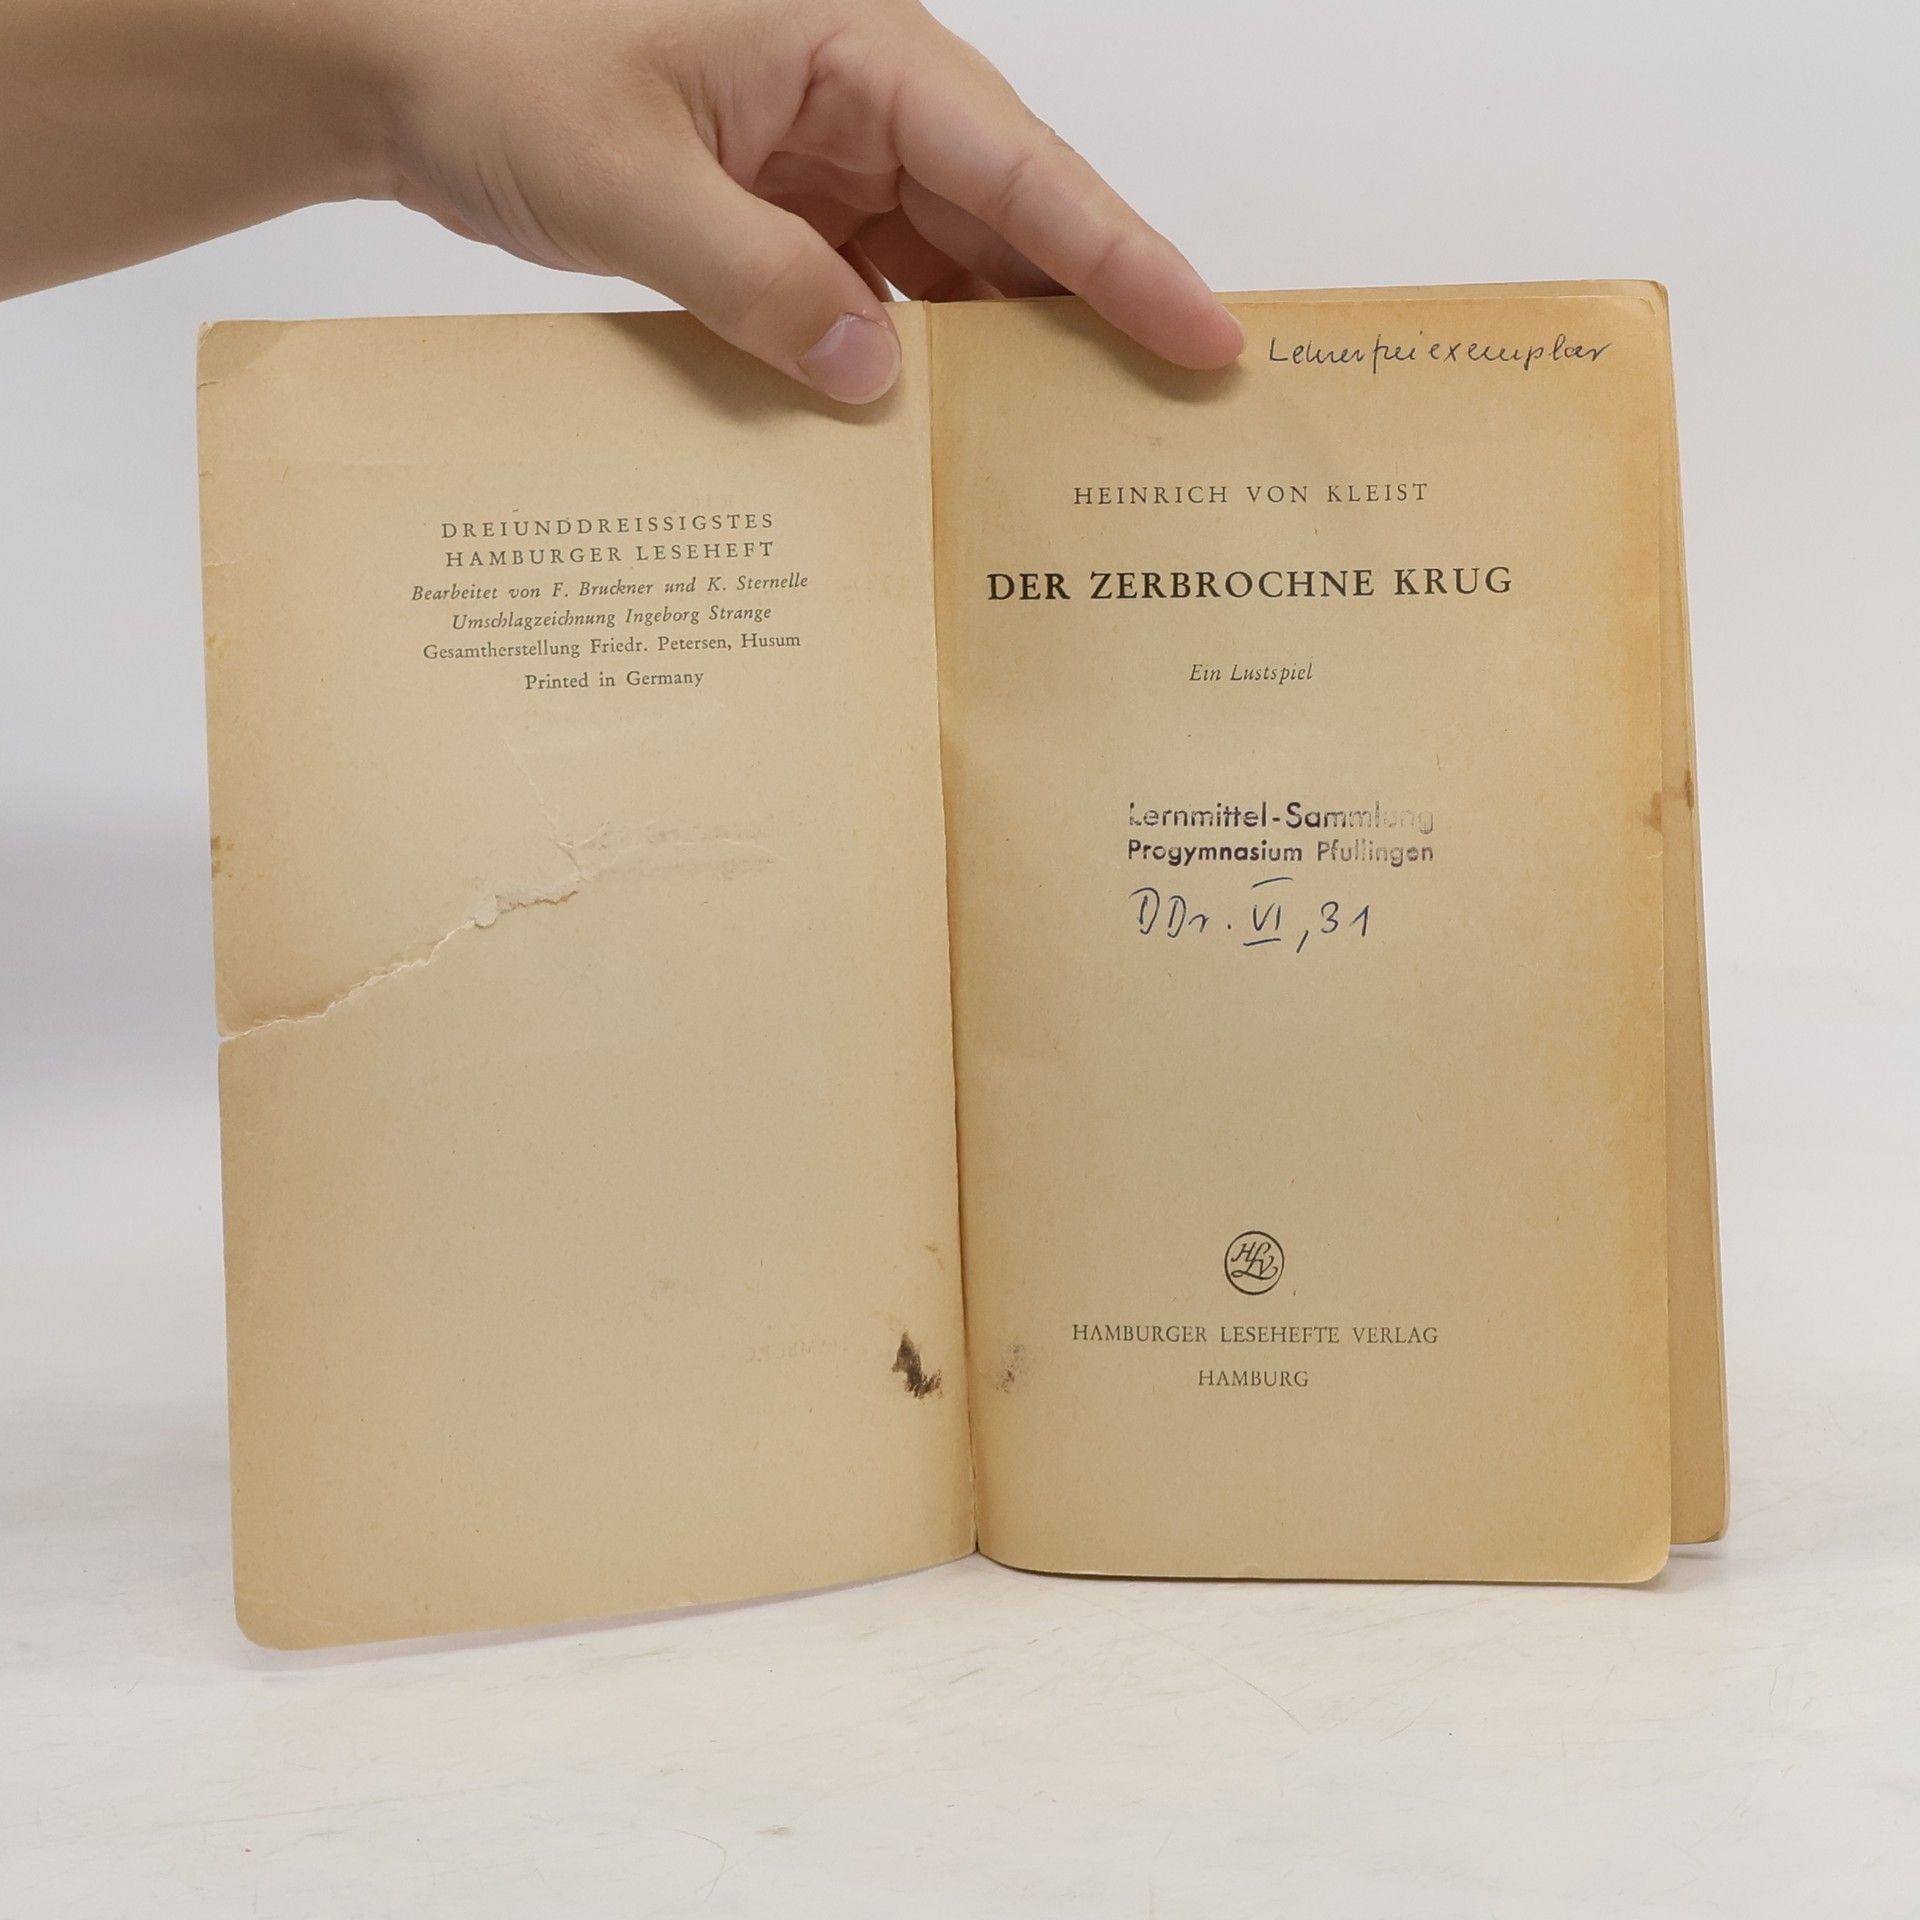 DREIUNDDREISSIGSTES
HAMBURGER LESEHEFT
Bearbeitet von F. Bruckner und K. Sternelle
Umschlagzeichnung Ingeborg Strange
Gesamtherstellung Friedr. Petersen, Husum
Printed in Germany
Lehrerfreiexemplar
HEINRICH VON KLEIST
DER ZERBROCHNE KRUG
Ein Lustspiel
Lernmittel-Sammlung
Progymnasium Pfullingen
DDr. VI, 31
HLV
HAMBURGER LESEHEFTE VERLAG
HAMBURG